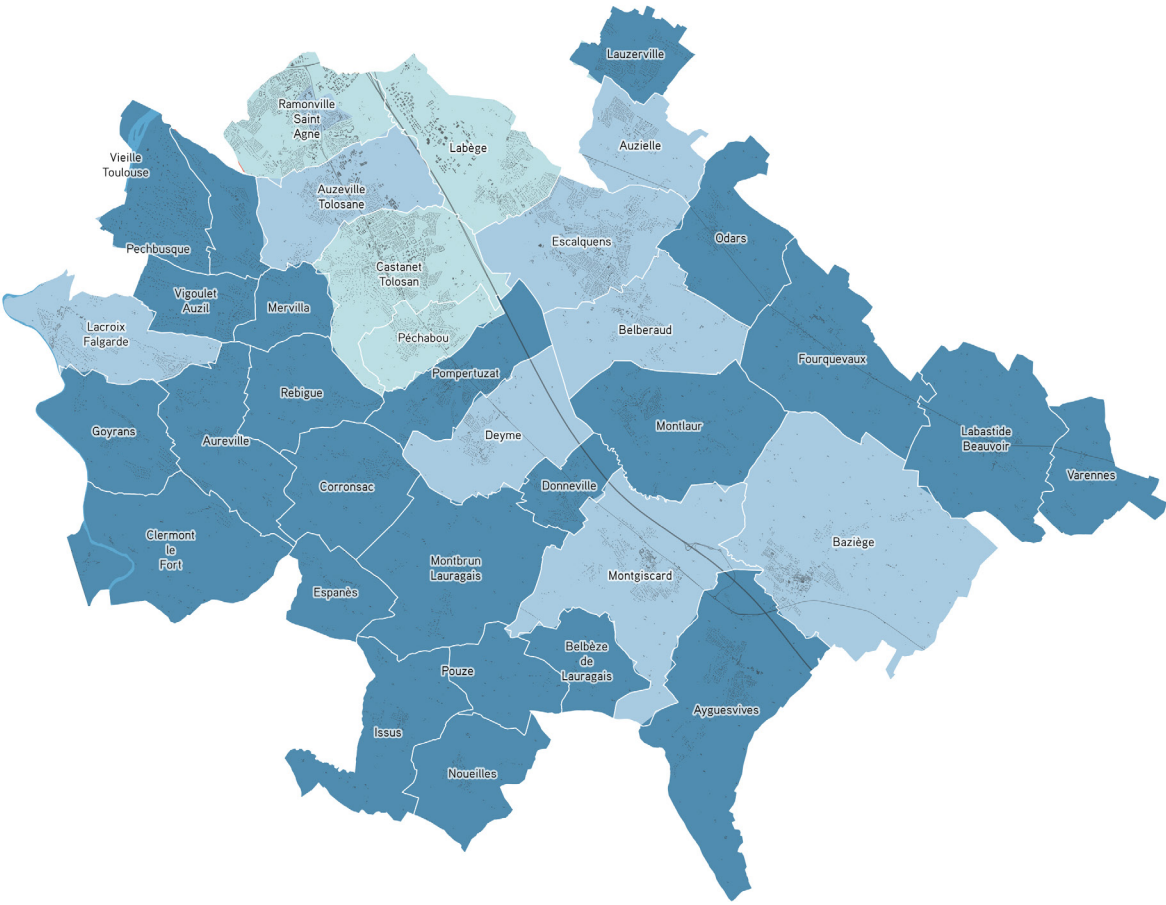 Lauzerville
Ramonville
Saint
Agne
Labège
Auzielle
Vieille
Toulouse
Auzeville
Tolosane
Escalquens
Odars
Pechbusque
Castanet
Tolosan
Vigoulet
Auzil
Mervilla
Lacroix
Falgarde
Péchabou
Belberaud
Fourquevaux
Pompertuzat
Rebigue
Goyrans
Aureville
Deyme
Montlaur
Labastide
Beauvoir
Varennes
Corronsac
Donneville
Clermont
le
Fort
Montbrun
Lauragais
Baziège
Montgiscard
Espanès
Belbèze
de
Lauragais
Pouze
Ayguesvives
Issus
Noueilles